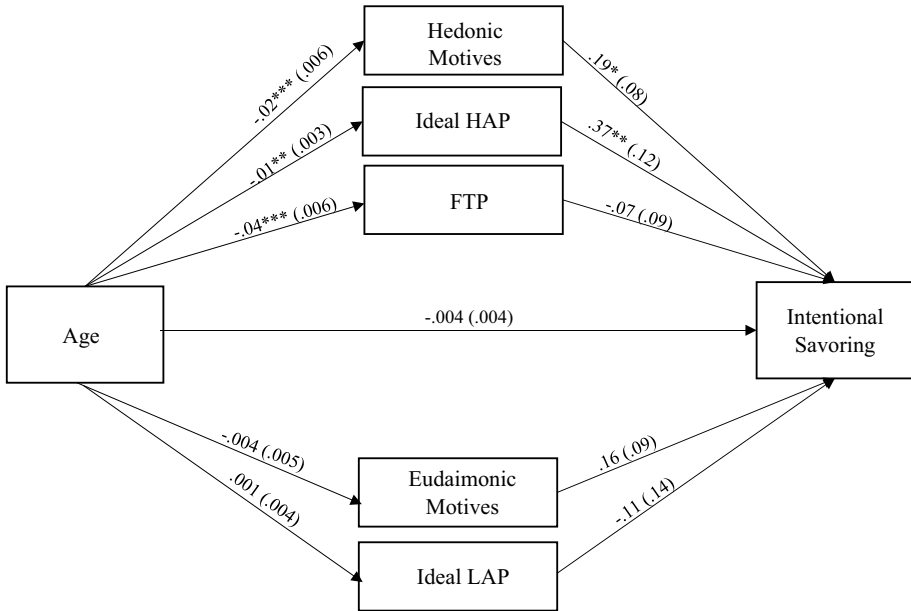 Hedonic
Motives
-.02*** (.006)
.19* (.08)
Ideal HAP
-.01** (.003)
.37** (.12)
FTP
-.04*** (.006)
-.07 (.09)
Age
-.004 (.004)
Intentional
Savoring
-.004 (.005)
Eudaimonic
Motives
.16 (.09)
.001 (.004)
Ideal LAP
-.11 (.14)